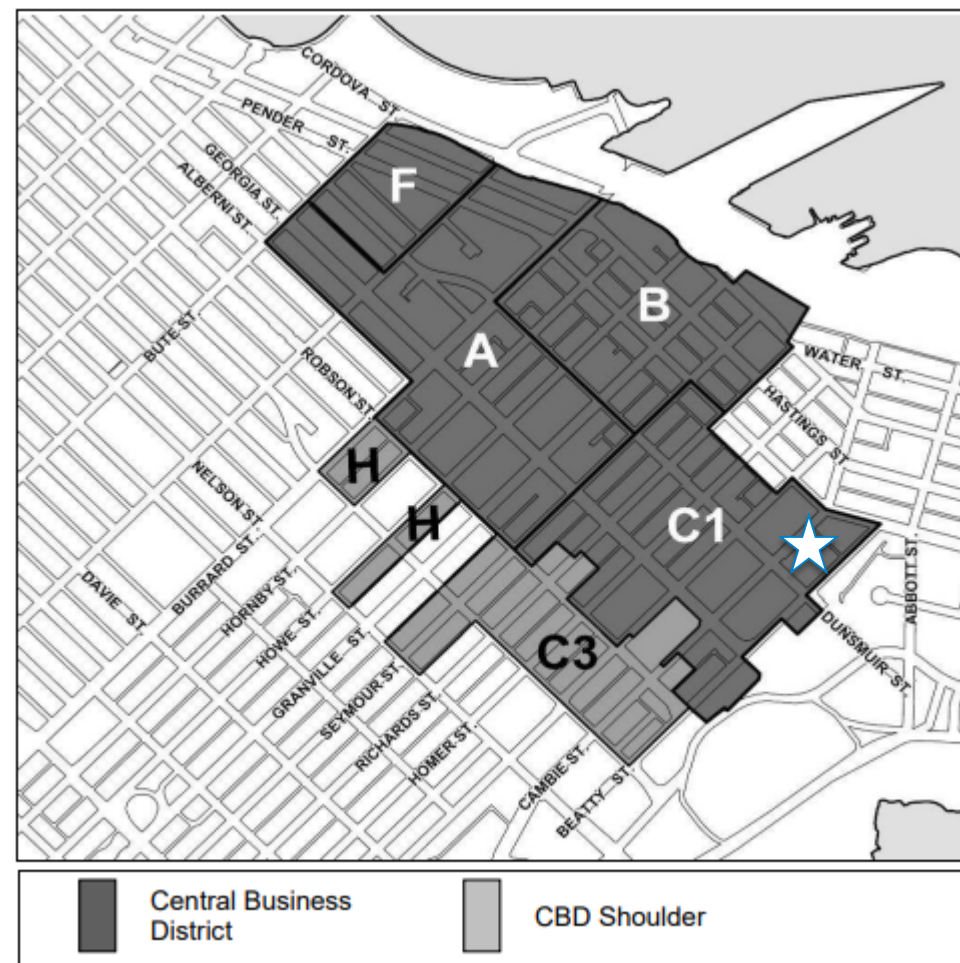 CORDOVA ST.
PENDER ST.
GEORGIA ST.
ALBERNI ST.
F
B
A
BUTE ST.
WATER ST.
ROBSON ST.
HASTINGS ST.
H
NELSON ST.
H
C1
ABBOTT ST.
DAVIE ST.
BURRARD ST.
HORNBY ST.
HOWE ST.
C3
DUNSMUIR ST.
GRANVILLE ST.
SEYMOUR ST.
RICHARDS ST.
HOMER ST.
CAMBIE ST.
BEATTY ST.
Central Business
District
CBD Shoulder